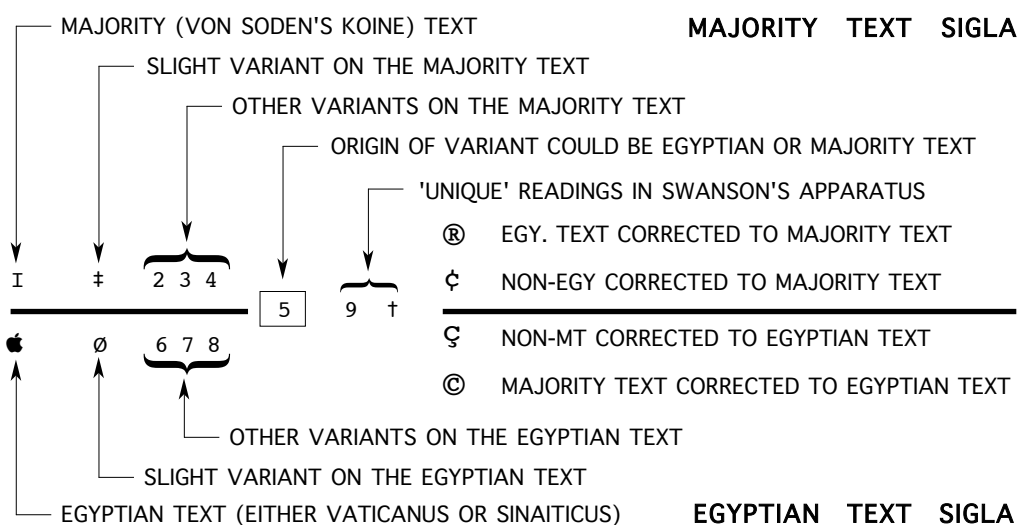 MAJORITY (VON SODEN'S KOINE) TEXT MAJORITY TEXT SIGLA
SLIGHT VARIANT ON THE MAJORITY TEXT
OTHER VARIANTS ON THE MAJORITY TEXT
ORIGIN OF VARIANT COULD BE EGYPTIAN OR MAJORITY TEXT
'UNIQUE' READINGS IN SWANSON'S APPARATUS
® EGY. TEXT CORRECTED TO MAJORITY TEXT
I ‡ 2 3 4 ¢ NON-EGY CORRECTED TO MAJORITY TEXT
5 9 †
Ø 6 7 8 Ç NON-MT CORRECTED TO EGYPTIAN TEXT
© MAJORITY TEXT CORRECTED TO EGYPTIAN TEXT
OTHER VARIANTS ON THE EGYPTIAN TEXT
SLIGHT VARIANT ON THE EGYPTIAN TEXT
EGYPTIAN TEXT (EITHER VATICANUS OR SINAITICUS) EGYPTIAN TEXT SIGLA